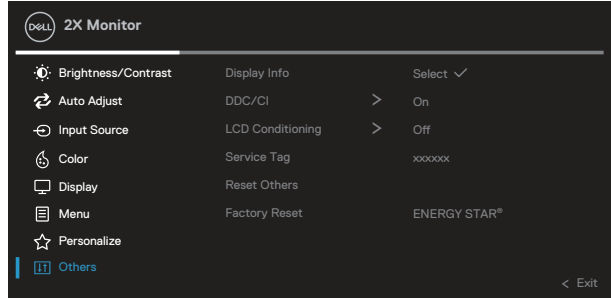 DELL 2X Monitor
Brightness/Contrast Display Info Select ✓
Auto Adjust DDC/CI > On
Input Source LCD Conditioning > Off
Color Service Tag xxxxxx
Display Reset Others
Menu Factory Reset ENERGY STAR®
Personalize
Others
< Exit